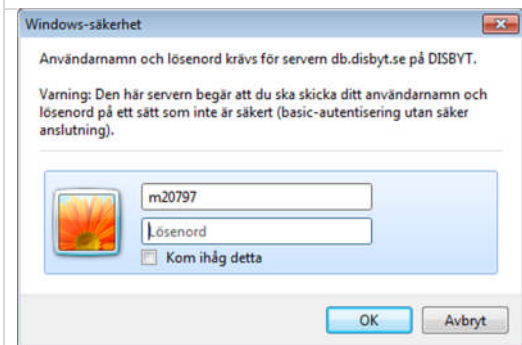 Windows-säkerhet
Användarnamn och lösenord krävs för servern db.disbyt.se på DISBYT.
Varning: Den här servern begär att du ska skicka ditt användarnamn och
lösenord på ett sätt som inte är säkert (basic-autentisering utan säker
anslutning).
m20797
Lösenord
Kom ihåg detta
OK Avbryt